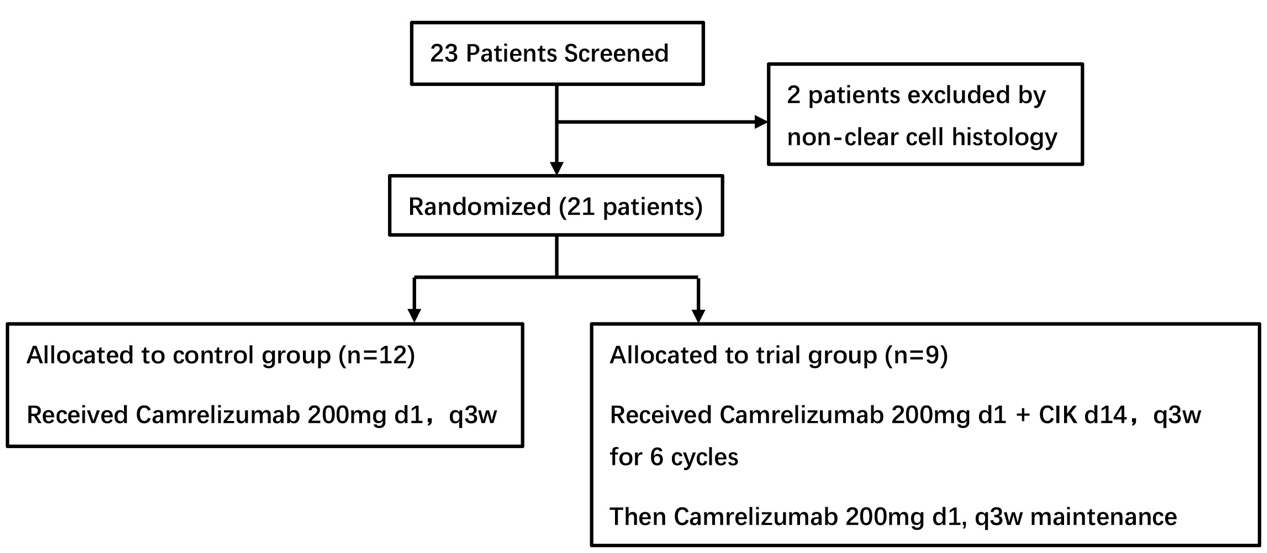 23 Patients Screened
2 patients excluded by
non-clear cell histology
Randomized (21 patients)
Allocated to control group (n=12)
Received Camrelizumab 200mg d1，q3w
Allocated to trial group (n=9)
Received Camrelizumab 200mg d1 + CIK d14，q3w
for 6 cycles
Then Camrelizumab 200mg d1, q3w maintenance